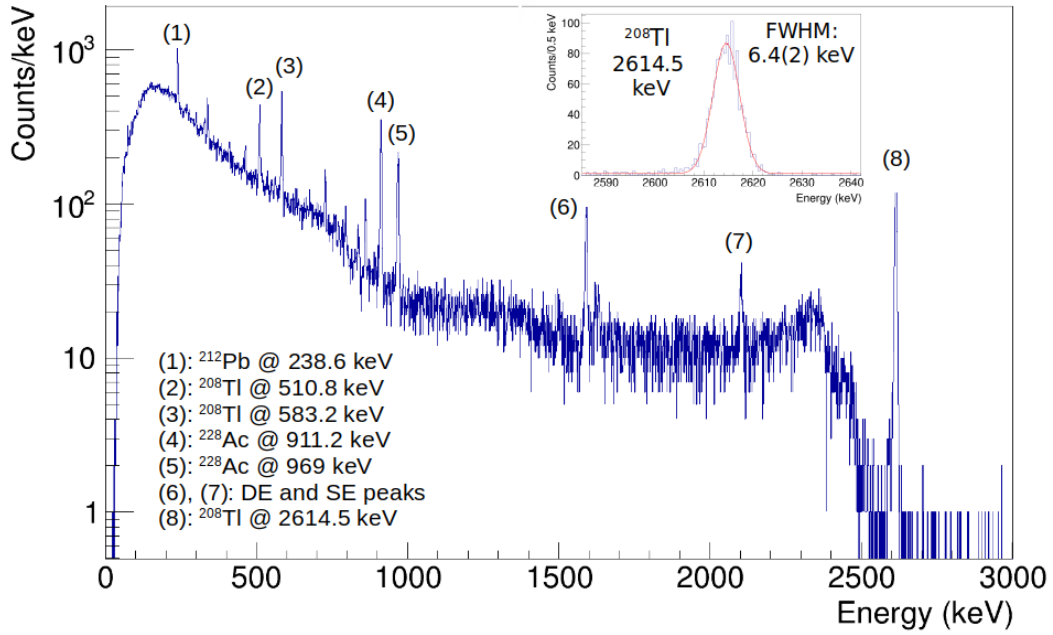 Counts/keV
10³
10²
10
1
0 500 1000 1500 2000 2500 3000
Energy (keV)
(1)
(2)
(3)
(4)
(5)
(6)
(7)
(8)
(1): ²¹²Pb @ 238.6 keV
(2): ²⁰⁸Tl @ 510.8 keV
(3): ²⁰⁸Tl @ 583.2 keV
(4): ²²⁸Ac @ 911.2 keV
(5): ²²⁸Ac @ 969 keV
(6), (7): DE and SE peaks
(8): ²⁰⁸Tl @ 2614.5 keV
Counts/0.5 keV
100
80
60
40
20
0
2590 2600 2610 2620 2630 2640
Energy (keV)
²⁰⁸Tl
2614.5
keV
FWHM:
6.4(2) keV